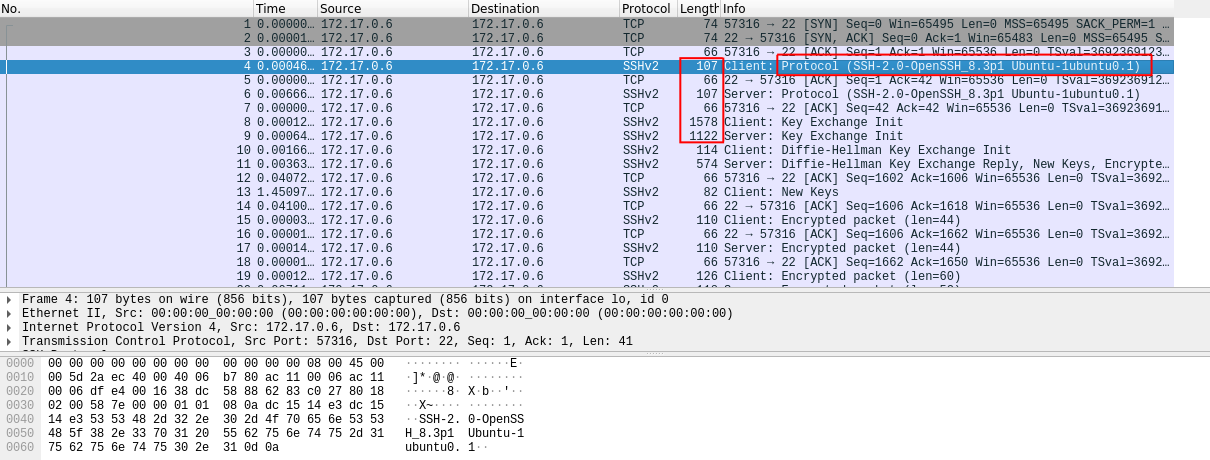 No. Time Source Destination Protocol Length Info
1 0.00000… 172.17.0.6 172.17.0.6 TCP 74 57316 → 22 [SYN] Seq=0 Win=65495 Len=0 MSS=65495 SACK_PERM=1 …
2 0.00001… 172.17.0.6 172.17.0.6 TCP 74 22 → 57316 [SYN, ACK] Seq=0 Ack=1 Win=65483 Len=0 MSS=65495 S…
3 0.00000… 172.17.0.6 172.17.0.6 TCP 66 57316 → 22 [ACK] Seq=1 Ack=1 Win=65536 Len=0 TSval=3692369123…
4 0.00046… 172.17.0.6 172.17.0.6 SSHv2 107 Client: Protocol (SSH-2.0-OpenSSH_8.3p1 Ubuntu-1ubuntu0.1)
5 0.00001… 172.17.0.6 172.17.0.6 TCP 66 22 → 57316 [ACK] Seq=1 Ack=42 Win=65536 Len=0 TSval=369236912…
6 0.00666… 172.17.0.6 172.17.0.6 SSHv2 107 Server: Protocol (SSH-2.0-OpenSSH_8.3p1 Ubuntu-1ubuntu0.1)
7 0.00000… 172.17.0.6 172.17.0.6 TCP 66 57316 → 22 [ACK] Seq=42 Ack=42 Win=65536 Len=0 TSval=36923691…
8 0.00012… 172.17.0.6 172.17.0.6 SSHv2 1578 Client: Key Exchange Init
9 0.00064… 172.17.0.6 172.17.0.6 SSHv2 1122 Server: Key Exchange Init
10 0.00166… 172.17.0.6 172.17.0.6 SSHv2 114 Client: Diffie-Hellman Key Exchange Init
11 0.00363… 172.17.0.6 172.17.0.6 SSHv2 574 Server: Diffie-Hellman Key Exchange Reply, New Keys, Encrypte…
12 0.04072… 172.17.0.6 172.17.0.6 TCP 66 57316 → 22 [ACK] Seq=1602 Ack=1606 Win=65536 Len=0 TSval=3692…
13 1.45097… 172.17.0.6 172.17.0.6 SSHv2 82 Client: New Keys
14 0.04100… 172.17.0.6 172.17.0.6 TCP 66 22 → 57316 [ACK] Seq=1606 Ack=1618 Win=65536 Len=0 TSval=3692…
15 0.00003… 172.17.0.6 172.17.0.6 SSHv2 110 Client: Encrypted packet (len=44)
16 0.00001… 172.17.0.6 172.17.0.6 TCP 66 22 → 57316 [ACK] Seq=1606 Ack=1662 Win=65536 Len=0 TSval=3692…
17 0.00014… 172.17.0.6 172.17.0.6 SSHv2 110 Server: Encrypted packet (len=44)
18 0.00001… 172.17.0.6 172.17.0.6 TCP 66 57316 → 22 [ACK] Seq=1662 Ack=1650 Win=65536 Len=0 TSval=3692…
19 0.00012… 172.17.0.6 172.17.0.6 SSHv2 126 Client: Encrypted packet (len=60)
Frame 4: 107 bytes on wire (856 bits), 107 bytes captured (856 bits) on interface lo, id 0
Ethernet II, Src: 00:00:00_00:00:00 (00:00:00:00:00:00), Dst: 00:00:00_00:00:00 (00:00:00:00:00:00)
Internet Protocol Version 4, Src: 172.17.0.6, Dst: 172.17.0.6
Transmission Control Protocol, Src Port: 57316, Dst Port: 22, Seq: 1, Ack: 1, Len: 41
0000 00 00 00 00 00 00 00 00 00 00 00 00 08 00 45 00 ········ ······E·
0010 00 5d 2a ec 40 00 40 06 b7 80 ac 11 00 06 ac 11 ·]*·@·@· ········
0020 00 06 df e4 00 16 38 dc 58 88 62 83 c0 27 80 18 ······8· X·b··'··
0030 02 00 58 7e 00 00 01 01 08 0a dc 15 14 e3 dc 15 ··X~···· ········
0040 14 e3 53 53 48 2d 32 2e 30 2d 4f 70 65 6e 53 53 ··SSH-2. 0-OpenSS
0050 48 5f 38 2e 33 70 31 20 55 62 75 6e 74 75 2d 31 H_8.3p1 Ubuntu-1
0060 75 62 75 6e 74 75 30 2e 31 0d 0a ubuntu0. 1··